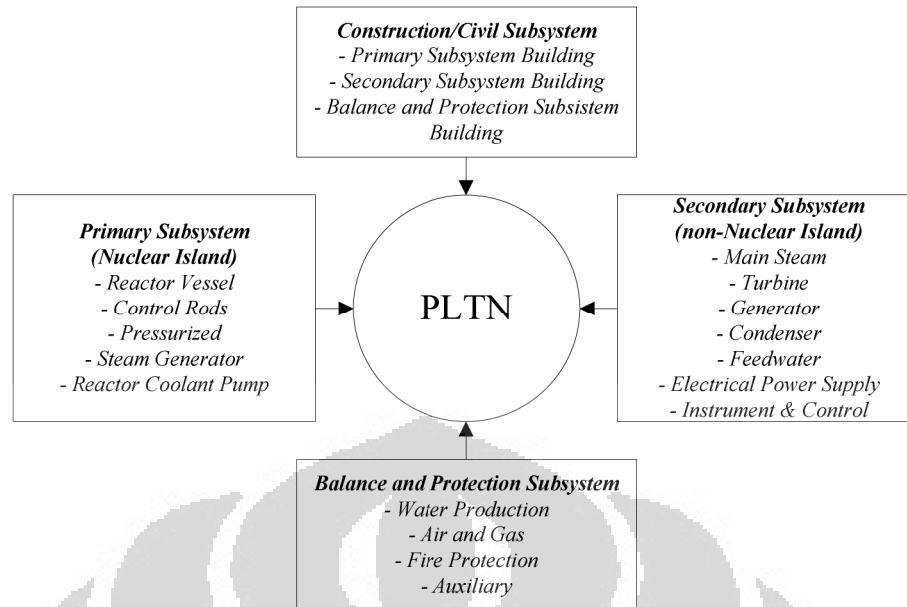 Construction/Civil Subsystem
- Primary Subsystem Building
- Secondary Subsystem Building
- Balance and Protection Subsistem
Building
Primary Subsystem
(Nuclear Island)
- Reactor Vessel
- Control Rods
- Pressurized
- Steam Generator
- Reactor Coolant Pump
PLTN
Secondary Subsystem
(non-Nuclear Island)
- Main Steam
- Turbine
- Generator
- Condenser
- Feedwater
- Electrical Power Supply
- Instrument & Control
Balance and Protection Subsystem
- Water Production
- Air and Gas
- Fire Protection
- Auxiliary